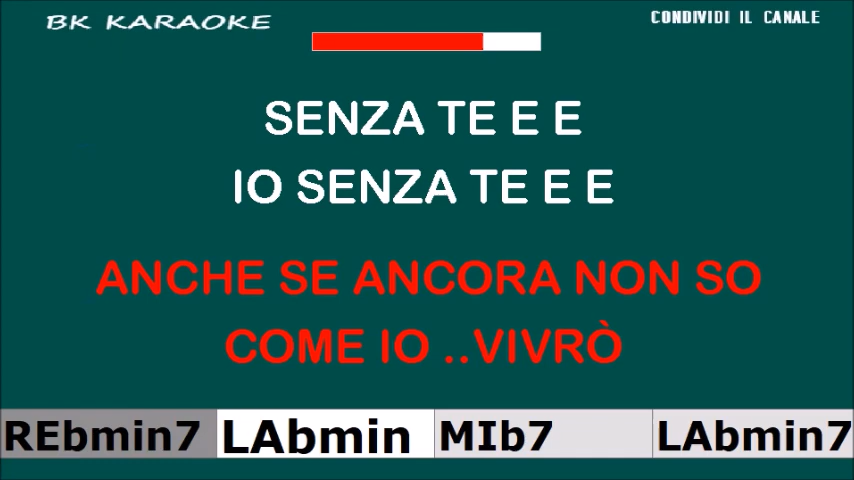 BK KARAOKE
CONDIVIDI IL CANALE
SENZA TE E E
IO SENZA TE E E
ANCHE SE ANCORA NON SO
COME IO ..VIVRÒ
REbmin7 LAbmin MIb7 LAbmin7